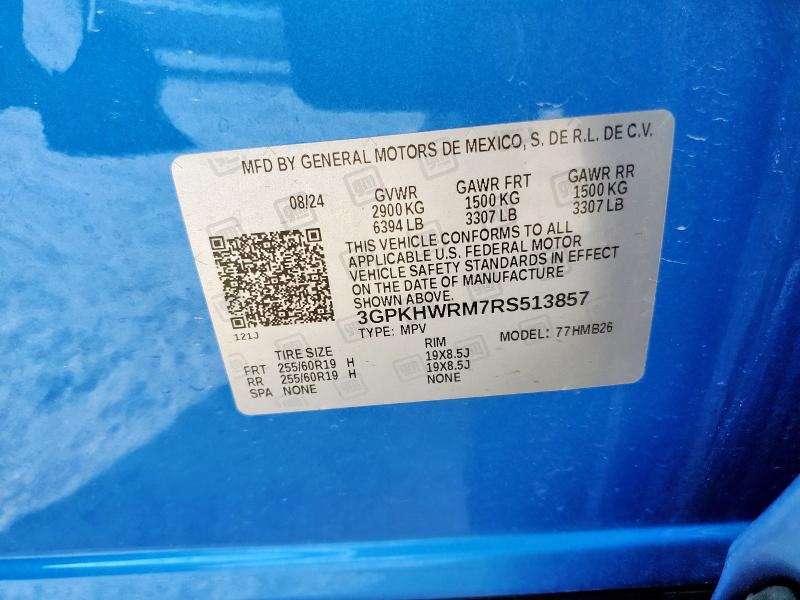 MFD BY GENERAL MOTORS DE MEXICO, S. DE R.L. DE C.V.
08/24 GVWR GAWR FRT GAWR RR
2900 KG 1500 KG 1500 KG
6394 LB 3307 LB 3307 LB
THIS VEHICLE CONFORMS TO ALL
APPLICABLE U.S. FEDERAL MOTOR
VEHICLE SAFETY STANDARDS IN EFFECT
ON THE DATE OF MANUFACTURE
SHOWN ABOVE.
3GPKHWRM7RS513857
121J
TYPE: MPV MODEL: 77HMB26
TIRE SIZE RIM
FRT 255/60R19 H 19X8.5J
RR 255/60R19 H 19X8.5J
SPA NONE NONE